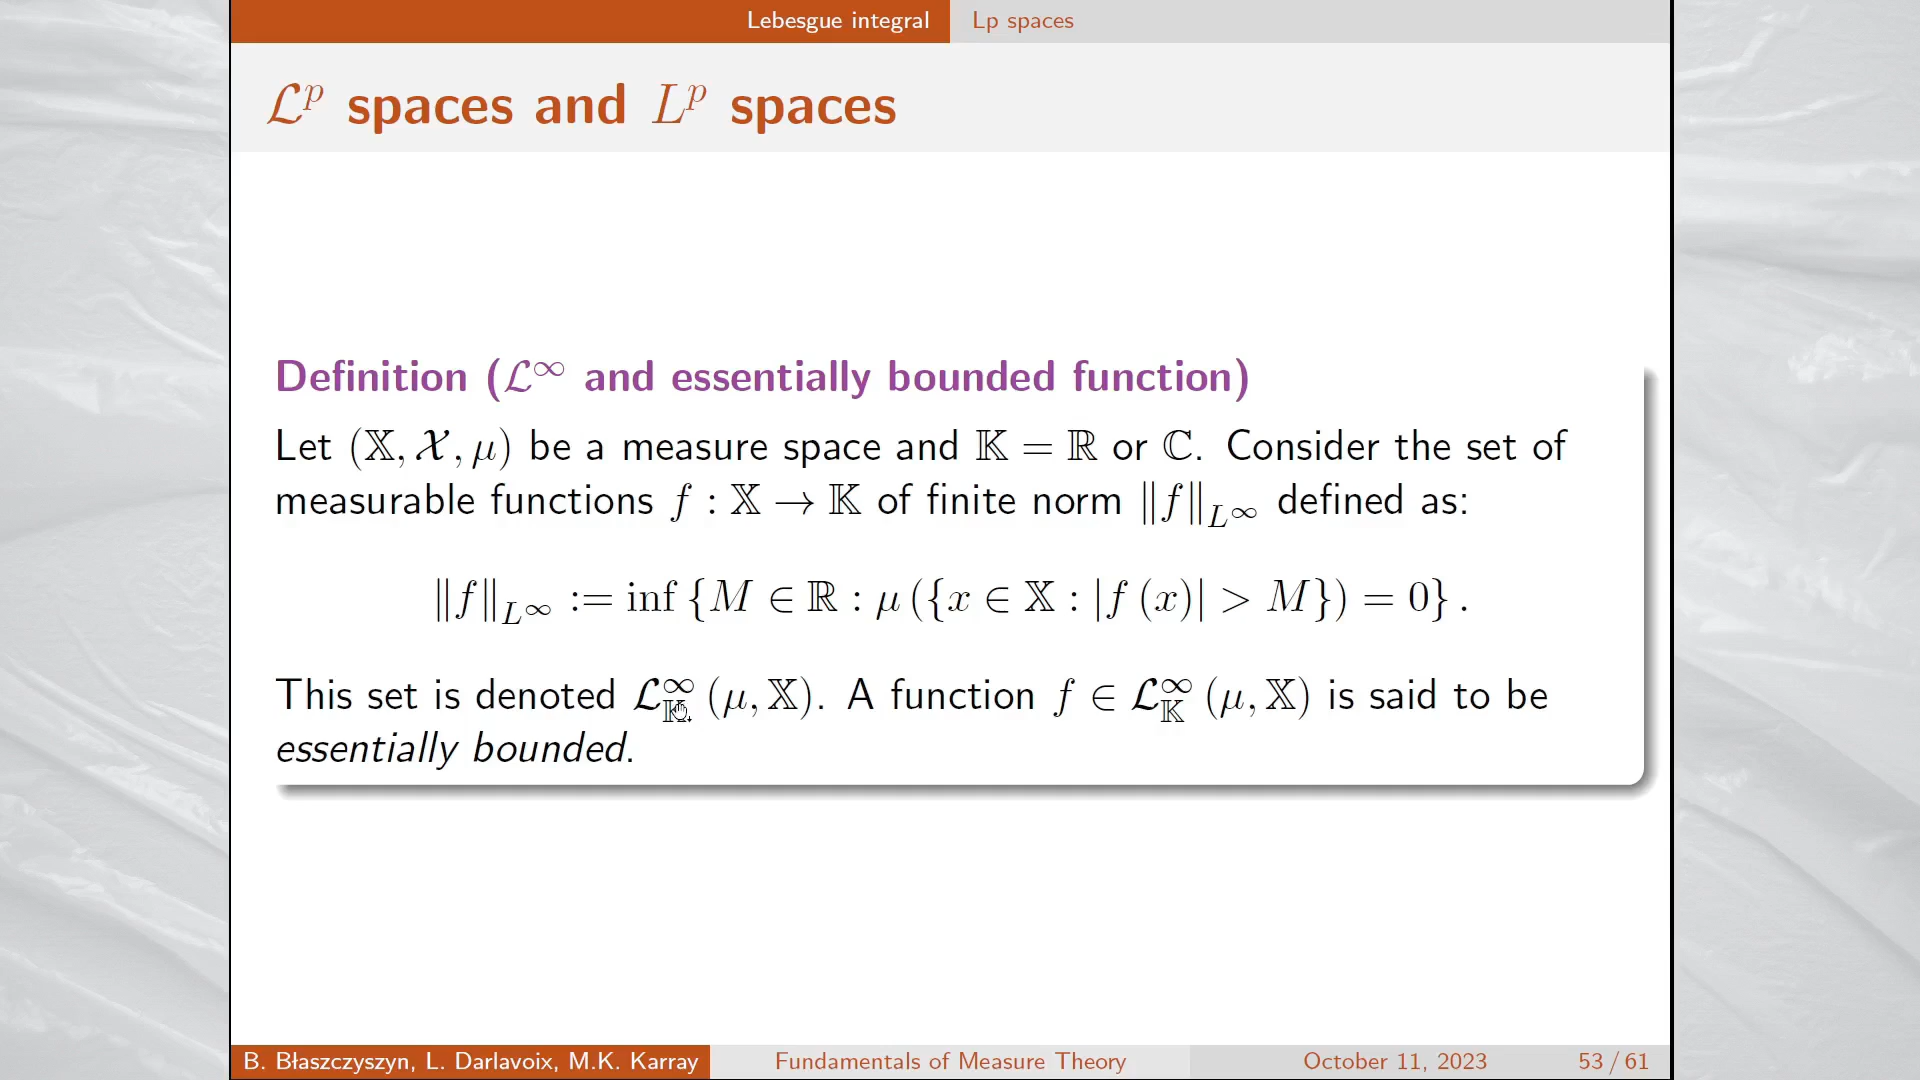 Lebesgue integral Lp spaces
ℒ^p spaces and L^p spaces
Definition (ℒ^∞ and essentially bounded function)
Let (𝕏, 𝒳, μ) be a measure space and 𝕂 = ℝ or ℂ. Consider the set of
measurable functions f : 𝕏 → 𝕂 of finite norm ‖f‖_{L^∞} defined as:
‖f‖_{L^∞} := inf {M ∈ ℝ : μ ({x ∈ 𝕏 : |f (x)| > M}) = 0} .
This set is denoted ℒ^∞_𝕂 (μ, 𝕏). A function f ∈ ℒ^∞_𝕂 (μ, 𝕏) is said to be
essentially bounded.
B. Błaszczyszyn, L. Darlavoix, M.K. Karray Fundamentals of Measure Theory October 11, 2023 53 / 61